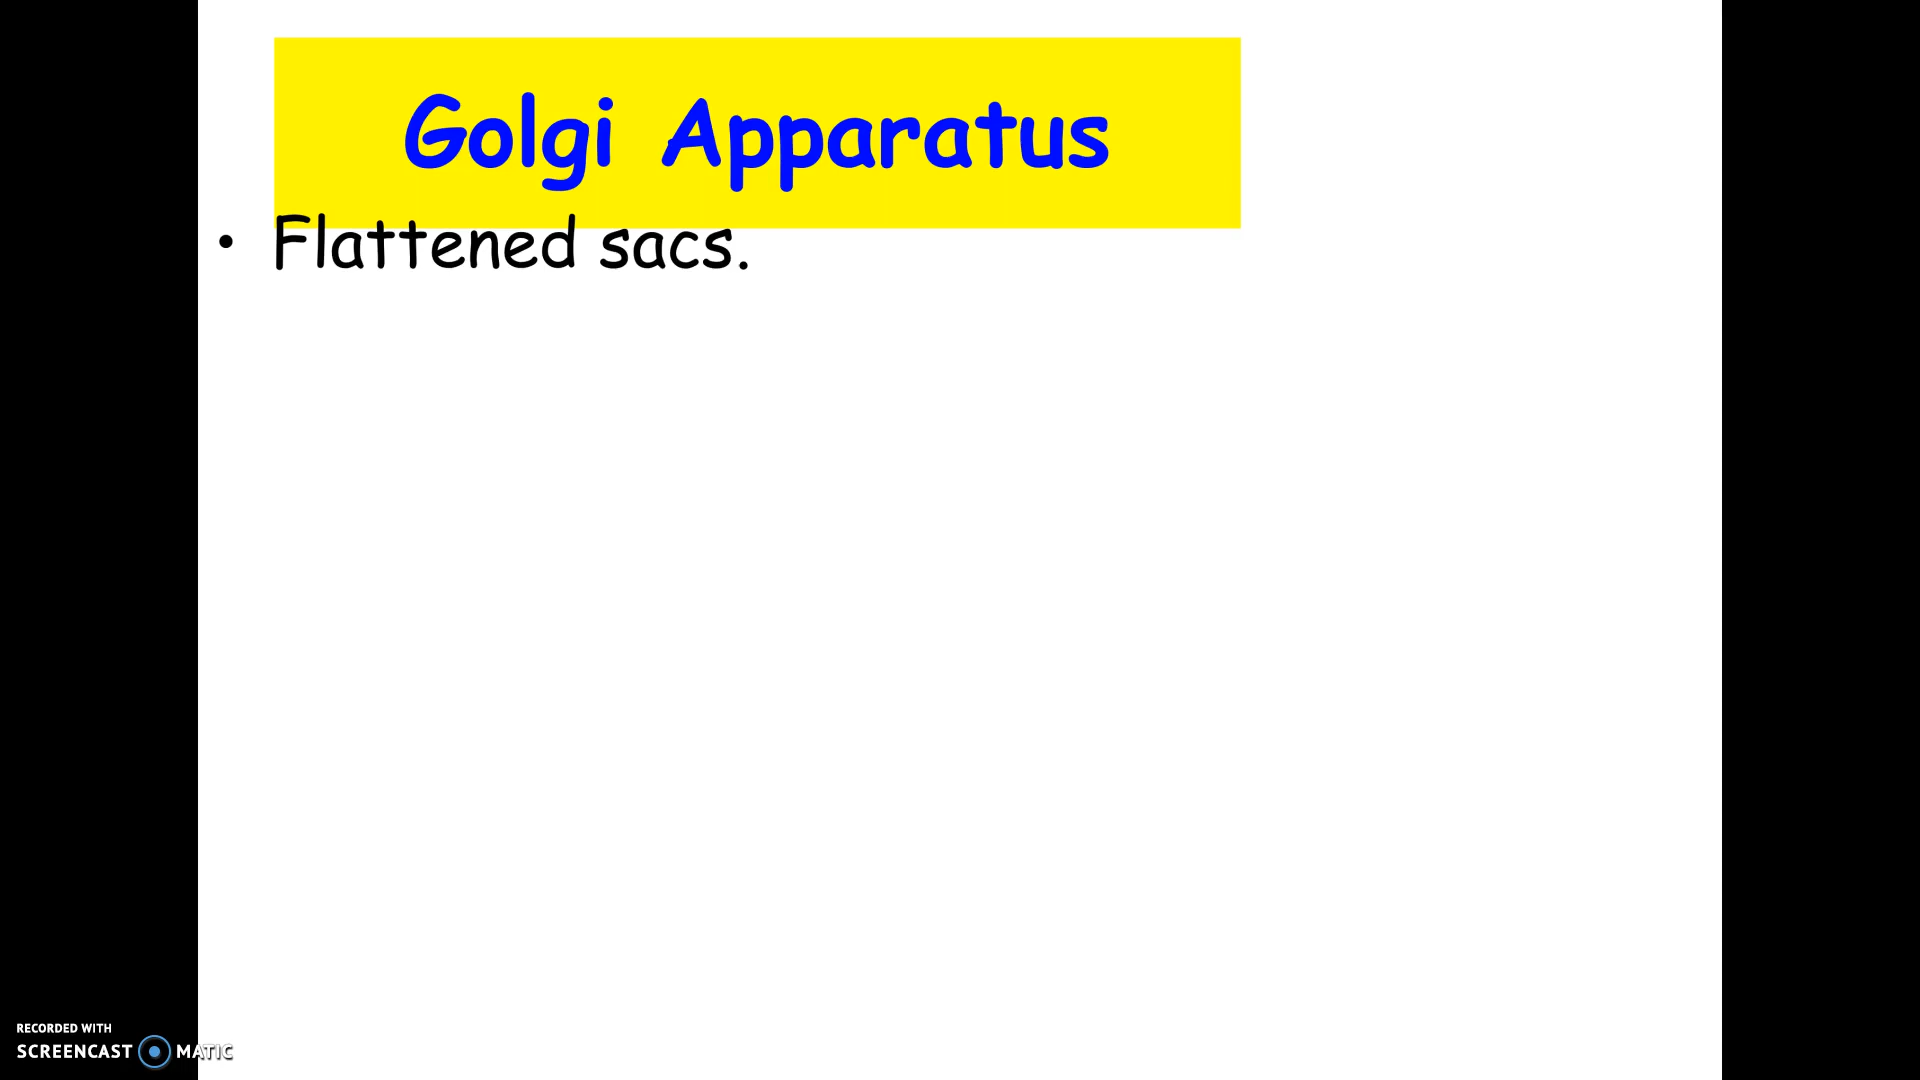 Golgi Apparatus
• Flattened sacs.
RECORDED WITH
SCREENCAST MATIC